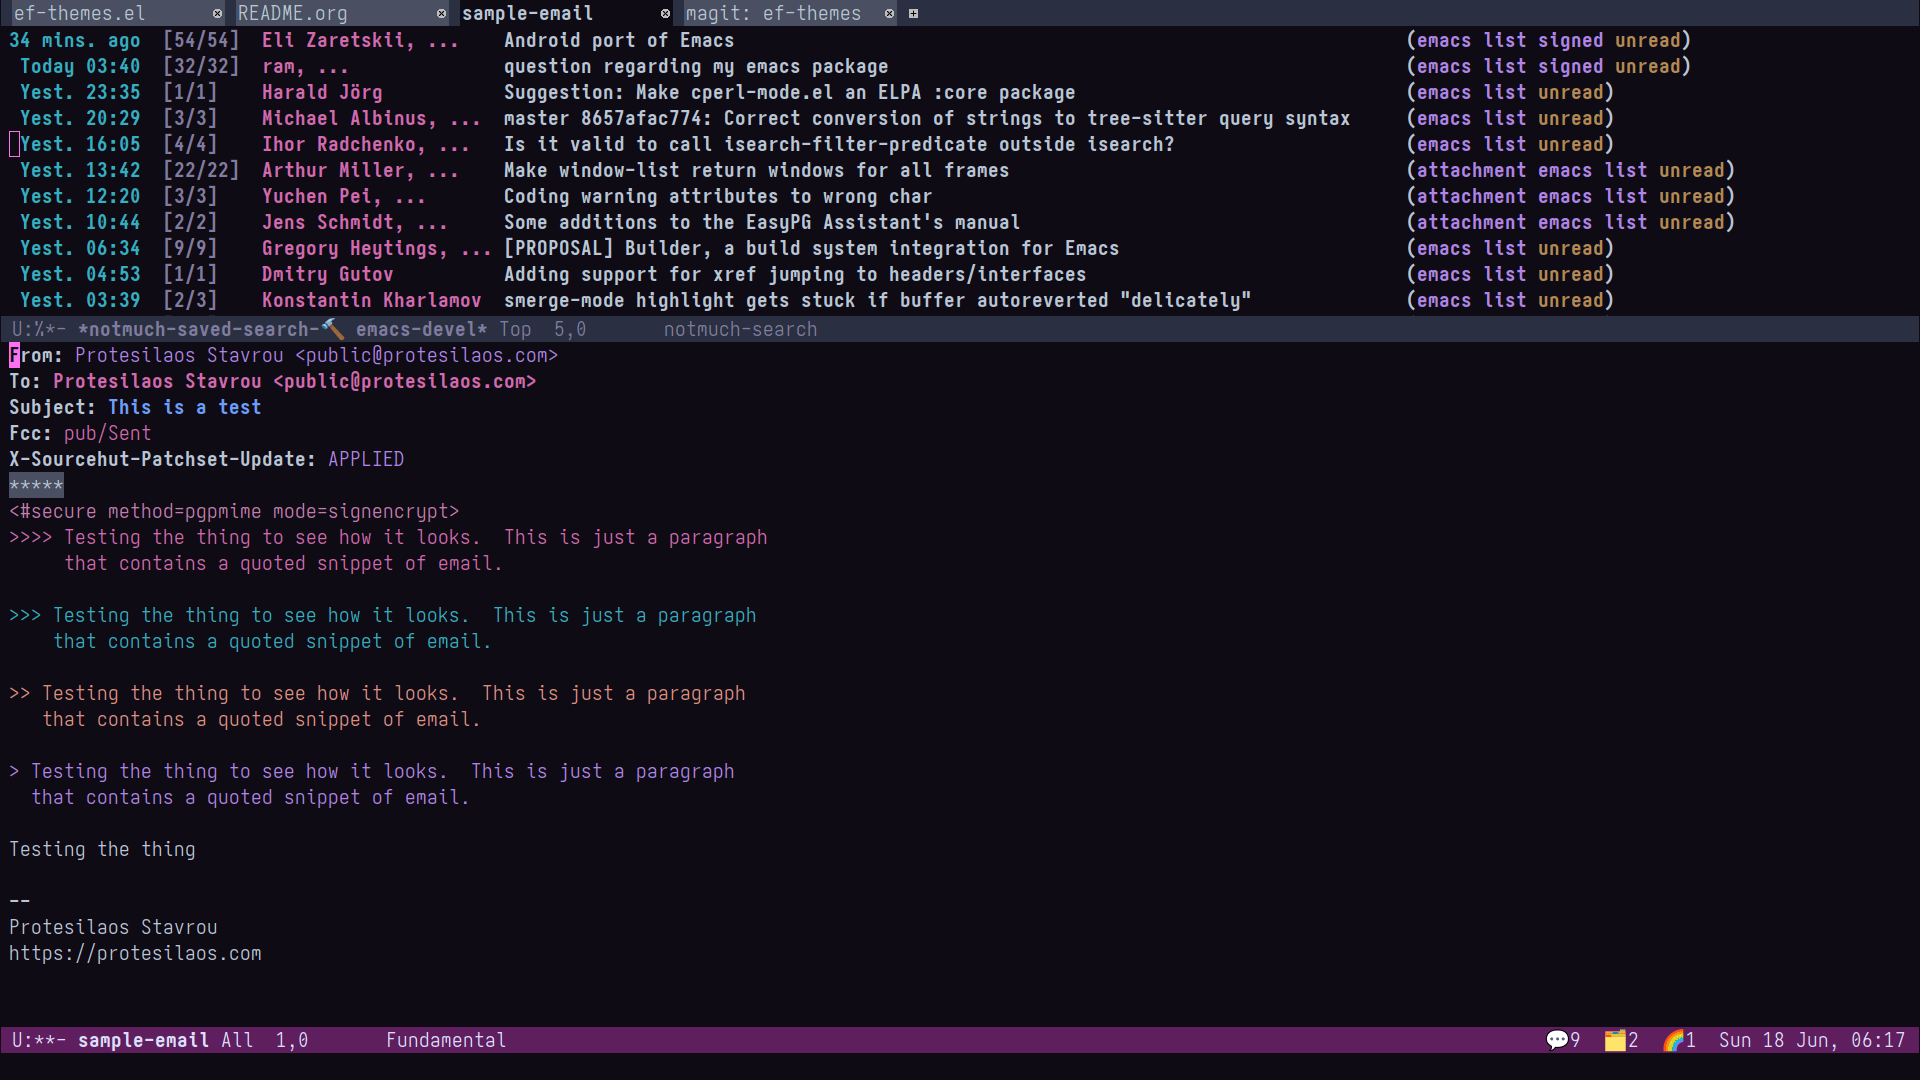 ef-themes.el README.org sample-email magit: ef-themes
34 mins. ago [54/54] Eli Zaretskii, ... Android port of Emacs (emacs list signed unread)
Today 03:40 [32/32] ram, ... question regarding my emacs package (emacs list signed unread)
Yest. 23:35 [1/1] Harald Jörg Suggestion: Make cperl-mode.el an ELPA :core package (emacs list unread)
Yest. 20:29 [3/3] Michael Albinus, ... master 8657afac774: Correct conversion of strings to tree-sitter query syntax (emacs list unread)
Yest. 16:05 [4/4] Ihor Radchenko, ... Is it valid to call isearch-filter-predicate outside isearch? (emacs list unread)
Yest. 13:42 [22/22] Arthur Miller, ... Make window-list return windows for all frames (attachment emacs list unread)
Yest. 12:20 [3/3] Yuchen Pei, ... Coding warning attributes to wrong char (attachment emacs list unread)
Yest. 10:44 [2/2] Jens Schmidt, ... Some additions to the EasyPG Assistant's manual (attachment emacs list unread)
Yest. 06:34 [9/9] Gregory Heytings, ... [PROPOSAL] Builder, a build system integration for Emacs (emacs list unread)
Yest. 04:53 [1/1] Dmitry Gutov Adding support for xref jumping to headers/interfaces (emacs list unread)
Yest. 03:39 [2/3] Konstantin Kharlamov smerge-mode highlight gets stuck if buffer autoreverted "delicately" (emacs list unread)
U:%*- *notmuch-saved-search-🔨 emacs-devel* Top 5,0 notmuch-search
From: Protesilaos Stavrou <public@protesilaos.com>
To: Protesilaos Stavrou <public@protesilaos.com>
Subject: This is a test
Fcc: pub/Sent
X-Sourcehut-Patchset-Update: APPLIED
*****
<#secure method=pgpmime mode=signencrypt>
>>>> Testing the thing to see how it looks.  This is just a paragraph
that contains a quoted snippet of email.
>>> Testing the thing to see how it looks.  This is just a paragraph
that contains a quoted snippet of email.
>> Testing the thing to see how it looks.  This is just a paragraph
that contains a quoted snippet of email.
> Testing the thing to see how it looks.  This is just a paragraph
that contains a quoted snippet of email.
Testing the thing
--
Protesilaos Stavrou
https://protesilaos.com
U:**- sample-email All 1,0 Fundamental 💬9 🗂️2 🌈1 Sun 18 Jun, 06:17